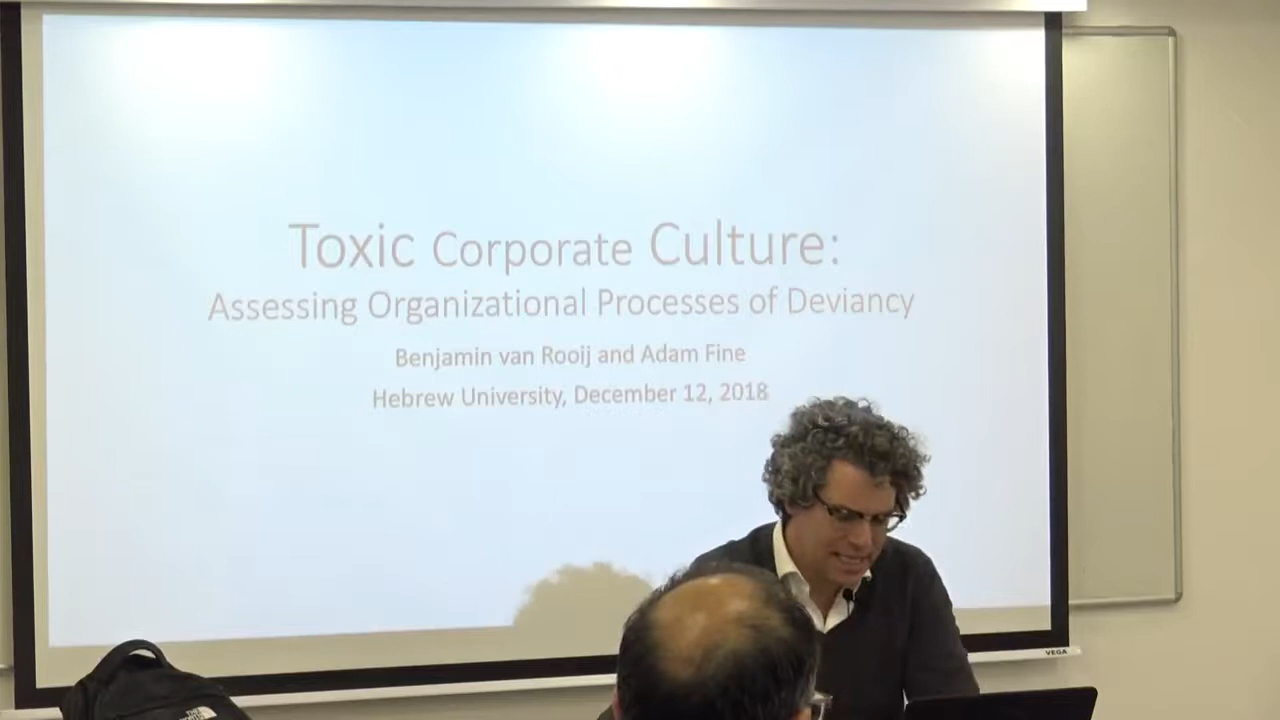 Toxic Corporate Culture:
Assessing Organizational Processes of Deviancy
Benjamin van Rooij and Adam Fine
Hebrew University, December 12, 2018
VEGA